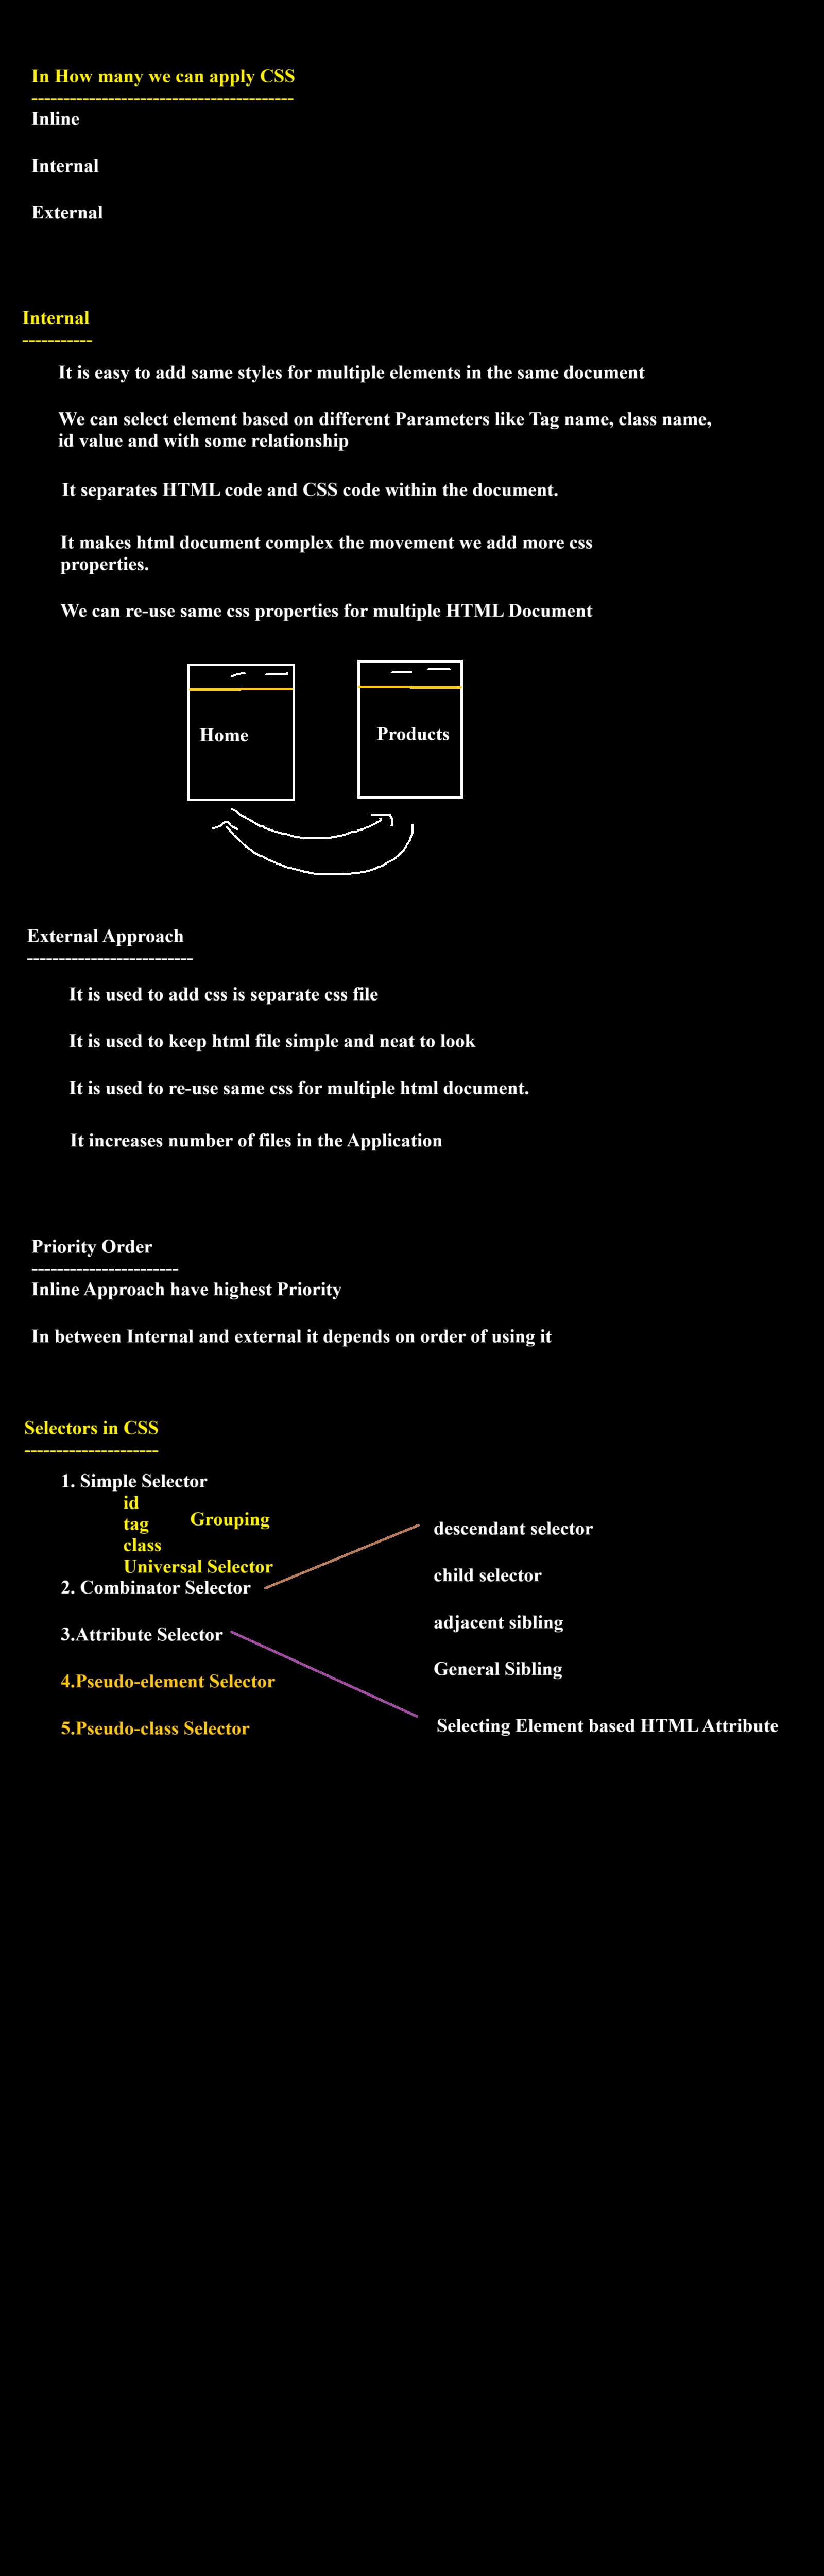 In How many we can apply CSS
-----------------------------------------
Inline
Internal
External
Internal
-----------
It is easy to add same styles for multiple elements in the same document
We can select element based on different Parameters like Tag name, class name,
id value and with some relationship
It separates HTML code and CSS code within the document.
It makes html document complex the movement we add more css
properties.
We can re-use same css properties for multiple HTML Document
Home
Products
External Approach
--------------------------
It is used to add css is separate css file
It is used to keep html file simple and neat to look
It is used to re-use same css for multiple html document.
It increases number of files in the Application
Priority Order
-----------------------
Inline Approach have highest Priority
In between Internal and external it depends on order of using it
Selectors in CSS
---------------------
1. Simple Selector
id
tag
class
Universal Selector
Grouping
2. Combinator Selector
3.Attribute Selector
4.Pseudo-element Selector
5.Pseudo-class Selector
descendant selector
child selector
adjacent sibling
General Sibling
Selecting Element based HTML Attribute